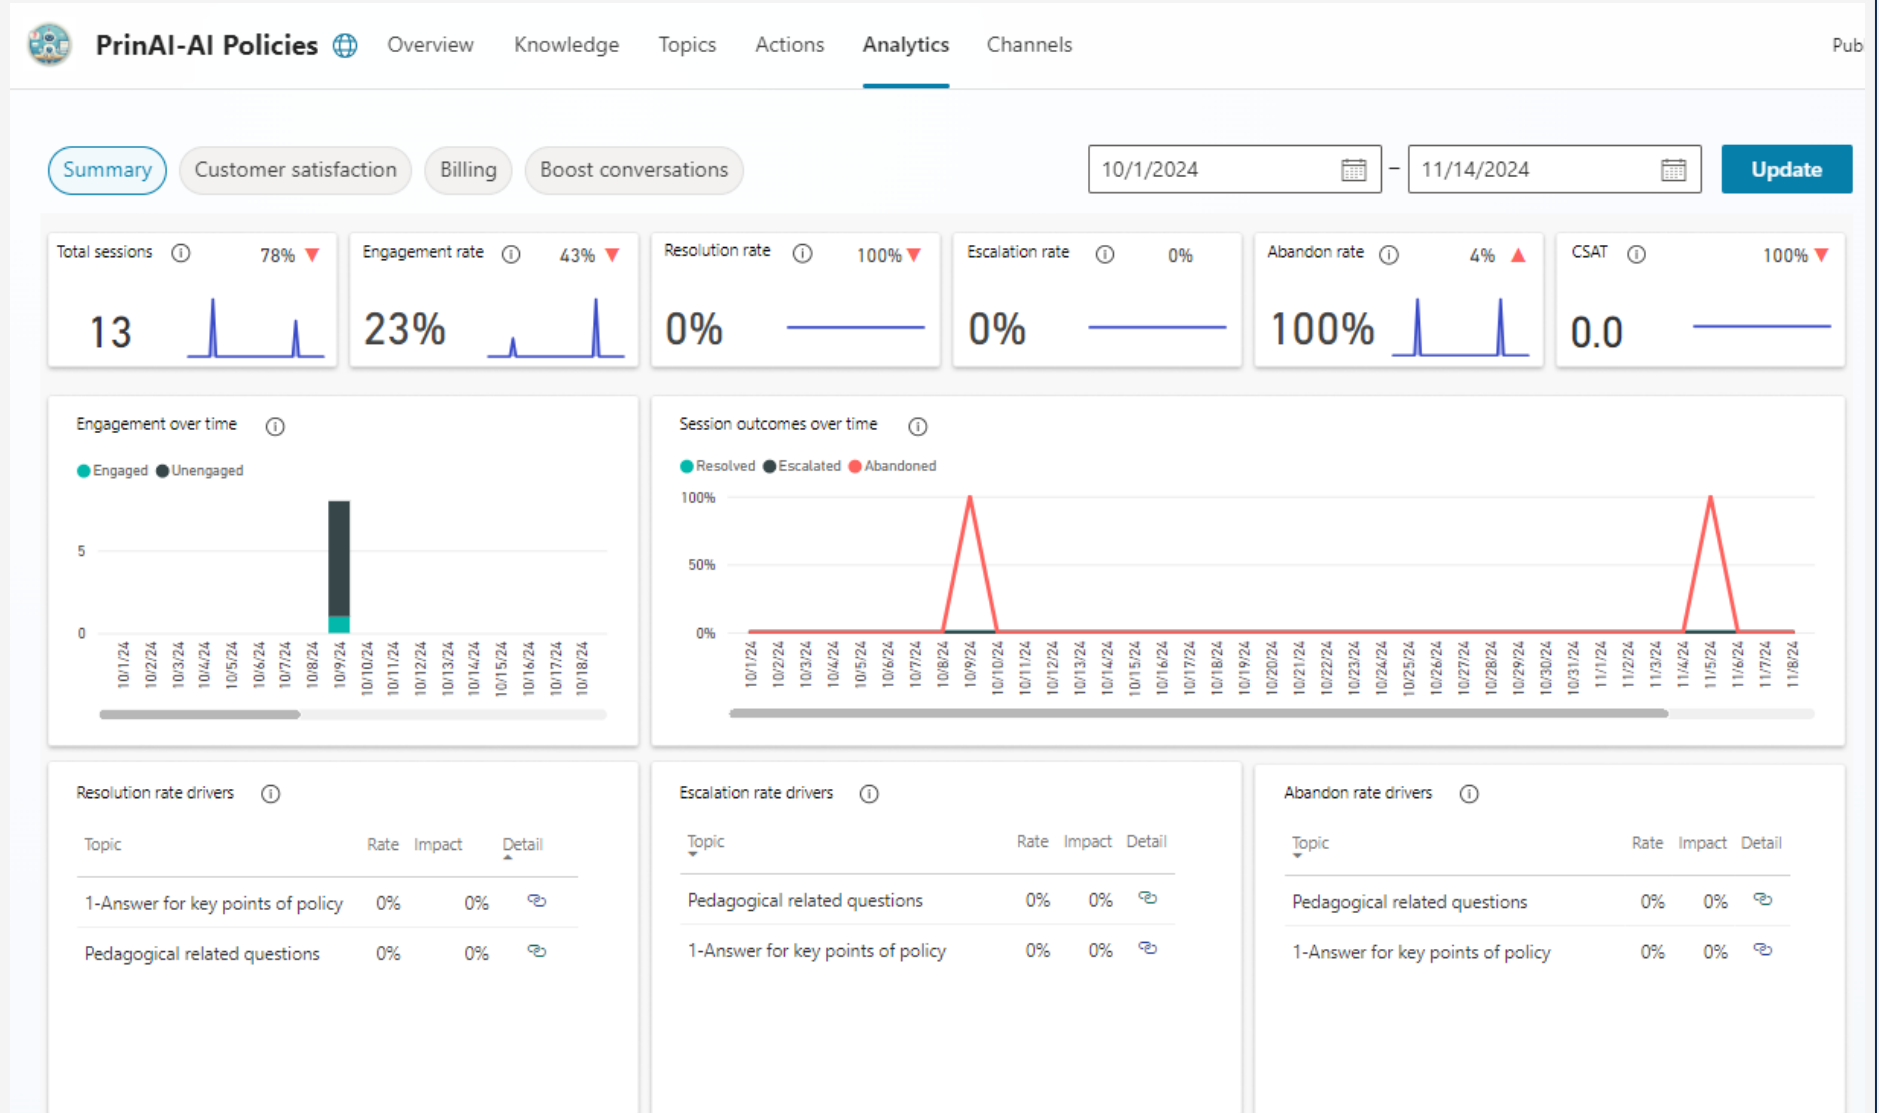 PrinAI-AI Policies Overview Knowledge Topics Actions Analytics Channels Publ
Summary Customer satisfaction Billing Boost conversations 10/1/2024 – 11/14/2024 Update
Total sessions 78%
13
Engagement rate 43%
23%
Resolution rate 100%
0%
Escalation rate 0%
0%
Abandon rate 4%
100%
CSAT 100%
0.0
Engagement over time
Engaged Unengaged
5
0
10/1/24 10/2/24 10/3/24 10/4/24 10/5/24 10/6/24 10/7/24 10/8/24 10/9/24 10/10/24 10/11/24 10/12/24 10/13/24 10/14/24 10/15/24 10/16/24 10/17/24 10/18/24
Session outcomes over time
Resolved Escalated Abandoned
100%
50%
0%
10/1/24 10/2/24 10/3/24 10/4/24 10/5/24 10/6/24 10/7/24 10/8/24 10/9/24 10/10/24 10/11/24 10/12/24 10/13/24 10/14/24 10/15/24 10/16/24 10/17/24 10/18/24 10/19/24 10/20/24 10/21/24 10/22/24 10/23/24 10/24/24 10/25/24 10/26/24 10/27/24 10/28/24 10/29/24 10/30/24 10/31/24 11/1/24 11/2/24 11/3/24 11/4/24 11/5/24 11/6/24 11/7/24 11/8/24
Resolution rate drivers
Topic Rate Impact Detail
1-Answer for key points of policy 0% 0%
Pedagogical related questions 0% 0%
Escalation rate drivers
Topic Rate Impact Detail
Pedagogical related questions 0% 0%
1-Answer for key points of policy 0% 0%
Abandon rate drivers
Topic Rate Impact Detail
Pedagogical related questions 0% 0%
1-Answer for key points of policy 0% 0%